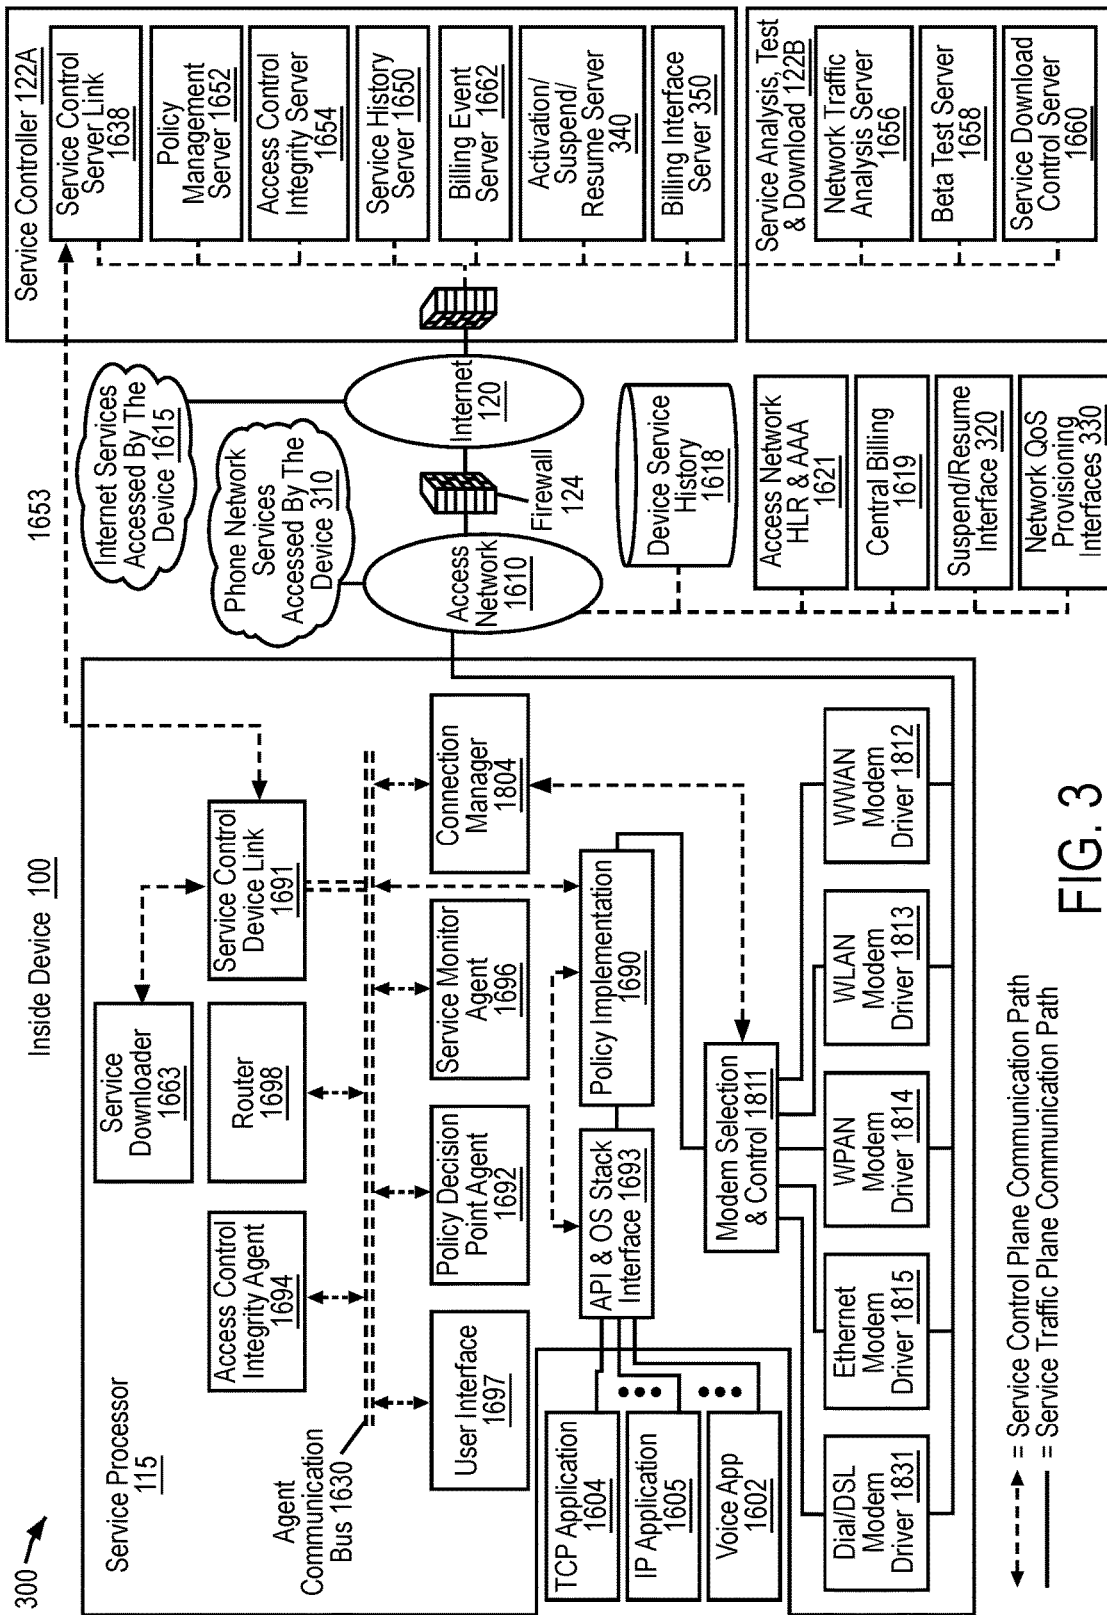 300
Inside Device 100
Service Processor
115
Service
Downloader
1663
Access Control
Integrity Agent
1694
Router
1698
Service Control
Device Link
1691
Agent
Communication
Bus 1630
User Interface
1697
Policy Decision
Point Agent
1692
Service Monitor
Agent
1696
Connection
Manager
1804
TCP Application
1604
IP Application
1605
Voice App
1602
API & OS Stack
Interface 1693
Policy Implementation
1690
Modem Selection
& Control 1811
Dial/DSL
Modem
Driver 1831
Ethernet
Modem
Driver 1815
WPAN
Modem
Driver 1814
WLAN
Modem
Driver 1813
WWAN
Modem
Driver 1812
1653
Internet Services
Accessed By The
Device 1615
Phone Network
Services
Accessed By The
Device 310
Access
Network
1610
Firewall
124
Internet
120
Device Service
History
1618
Access Network
HLR & AAA
1621
Central Billing
1619
Suspend/Resume
Interface 320
Network QoS
Provisioning
Interfaces 330
Service Controller 122A
Service Control
Server Link
1638
Policy
Management
Server 1652
Access Control
Integrity Server
1654
Service History
Server 1650
Billing Event
Server 1662
Activation/
Suspend/
Resume Server
340
Billing Interface
Server 350
Service Analysis, Test
& Download 122B
Network Traffic
Analysis Server
1656
Beta Test Server
1658
Service Download
Control Server
1660
= Service Control Plane Communication Path
= Service Traffic Plane Communication Path
FIG. 3